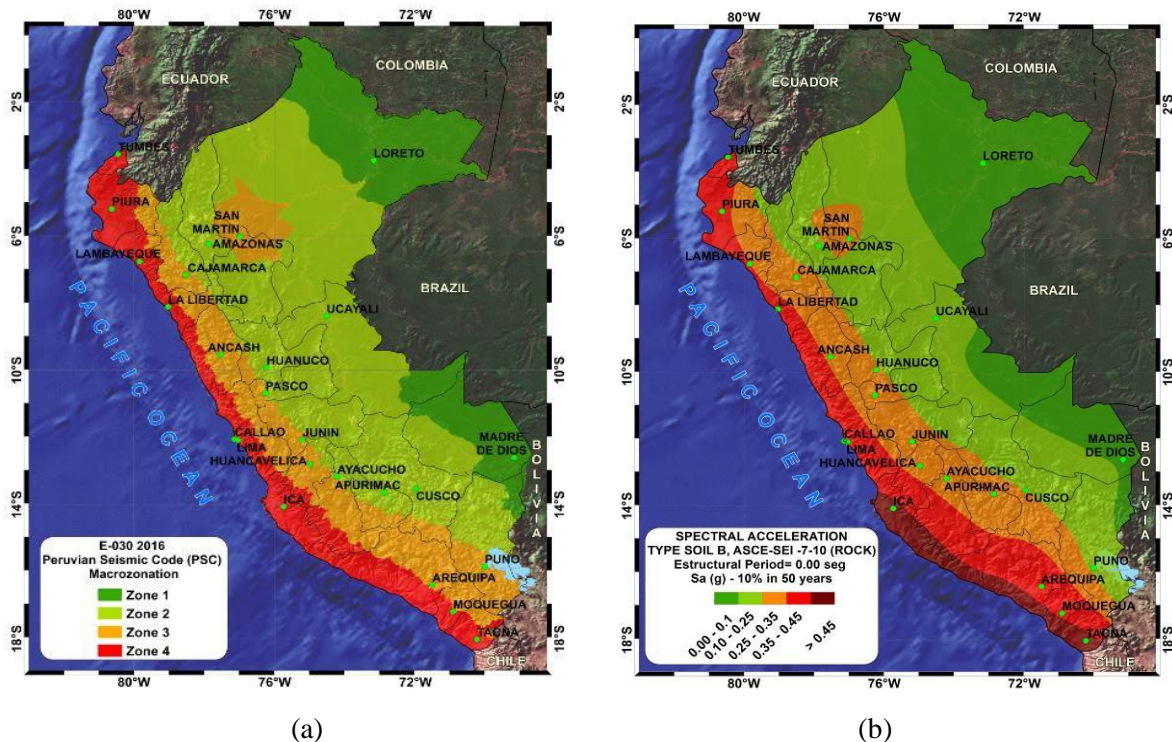 80°W
76°W
72°W
COLOMBIA
ECUADOR
2°S
TUMBES
LORETO
PIURA
SAN
MARTÍN
6°S
AMAZONAS
LAMBAYEQUE
CAJAMARCA
BRAZIL
LA LIBERTAD
UCAYALI
PACIFIC OCEAN
ANCASH
HUANUCO
10°S
PASCO
CALLAO
JUNIN
LIMA
MADRE
DE DIOS
HUANCAVELICA
AYACUCHO
APURIMAC
CUSCO
BOLIVIA
ICA
14°S
E-030 2016
Peruvian Seismic Code (PSC)
Macrozonation
Zone 1
Zone 2
Zone 3
Zone 4
PUNO
AREQUIPA
MOQUEGUA
TACNA
18°S
CHILE
80°W
76°W
72°W
(a)
80°W
76°W
72°W
COLOMBIA
ECUADOR
2°S
2°S
TUMBES
LORETO
PIURA
SAN
MARTÍN
6°S
6°S
AMAZONAS
LAMBAYEQUE
CAJAMARCA
BRAZIL
LA LIBERTAD
UCAYALI
PACIFIC OCEAN
ANCASH
HUANUCO
10°S
10°S
PASCO
CALLAO
JUNIN
LIMA
MADRE
DE DIOS
HUANCAVELICA
AYACUCHO
APURIMAC
CUSCO
BOLIVIA
ICA
14°S
14°S
SPECTRAL ACCELERATION
TYPE SOIL B, ASCE-SEI -7-10 (ROCK)
Estructural Period= 0.00 seg
Sa (g) - 10% in 50 years
0.00 - 0.1
0.10 - 0.25
0.25 - 0.35
0.35 - 0.45
> 0.45
PUNO
AREQUIPA
MOQUEGUA
TACNA
18°S
18°S
CHILE
80°W
76°W
72°W
(b)